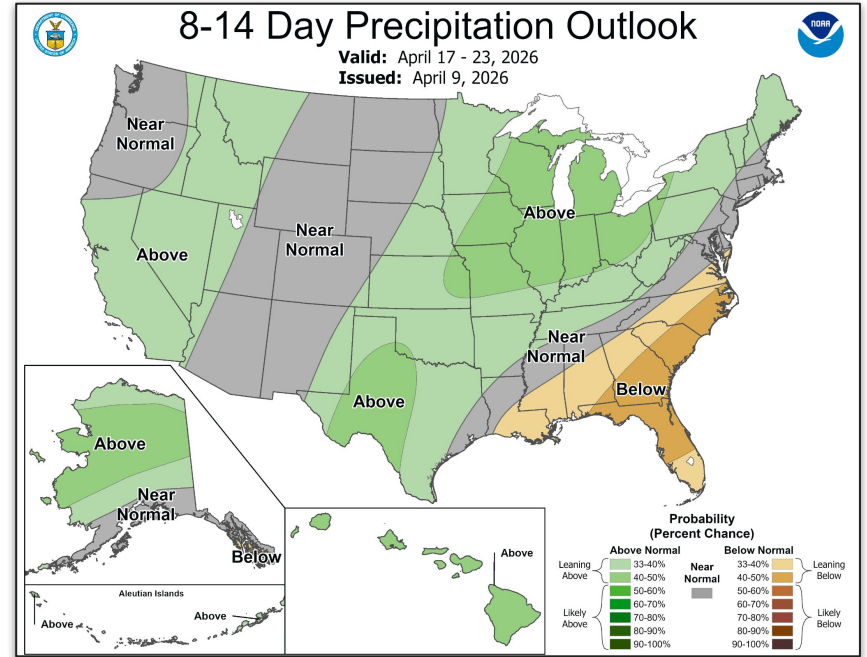 8-14 Day Precipitation Outlook
Valid: April 17 - 23, 2026
Issued: April 9, 2026
NOAA
Near
Normal
Above
Near
Normal
Above
Near
Normal
Above
Below
Above
Near
Normal
Below
Aleutian Islands
Above
Above
Above
Probability
(Percent Chance)
Above Normal
Below Normal
Leaning
Above
33-40%
40-50%
50-60%
60-70%
70-80%
80-90%
90-100%
Likely
Above
Near
Normal
33-40%
40-50%
50-60%
60-70%
70-80%
80-90%
90-100%
Leaning
Below
Likely
Below